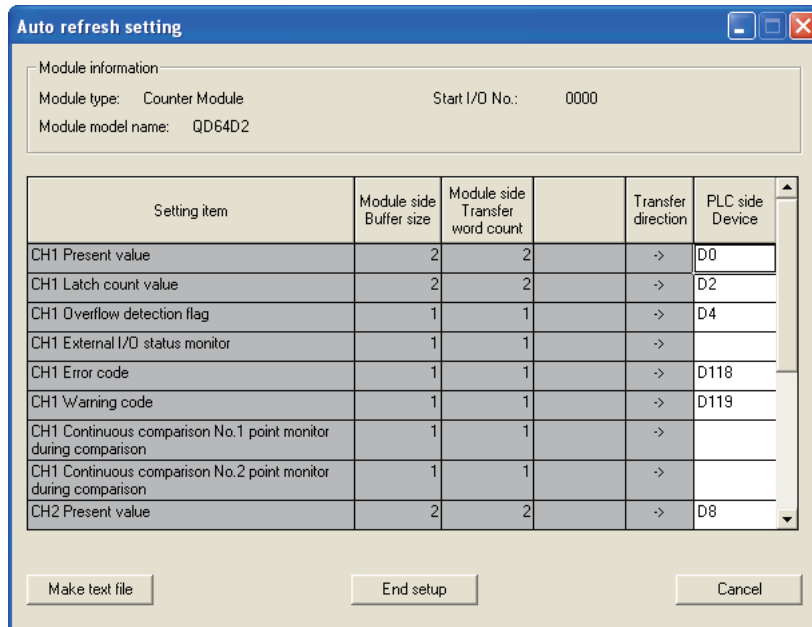 Auto refresh setting
Module information
Module type: Counter Module Start I/O No.: 0000
Module model name: QD64D2
Setting item Module side Buffer size Module side Transfer word count Transfer direction PLC side Device
CH1 Present value 2 2 -> D0
CH1 Latch count value 2 2 -> D2
CH1 Overflow detection flag 1 1 -> D4
CH1 External I/O status monitor 1 1 ->
CH1 Error code 1 1 -> D118
CH1 Warning code 1 1 -> D119
CH1 Continuous comparison No.1 point monitor during comparison 1 1 ->
CH1 Continuous comparison No.2 point monitor during comparison 1 1 ->
CH2 Present value 2 2 -> D8
Make text file End setup Cancel